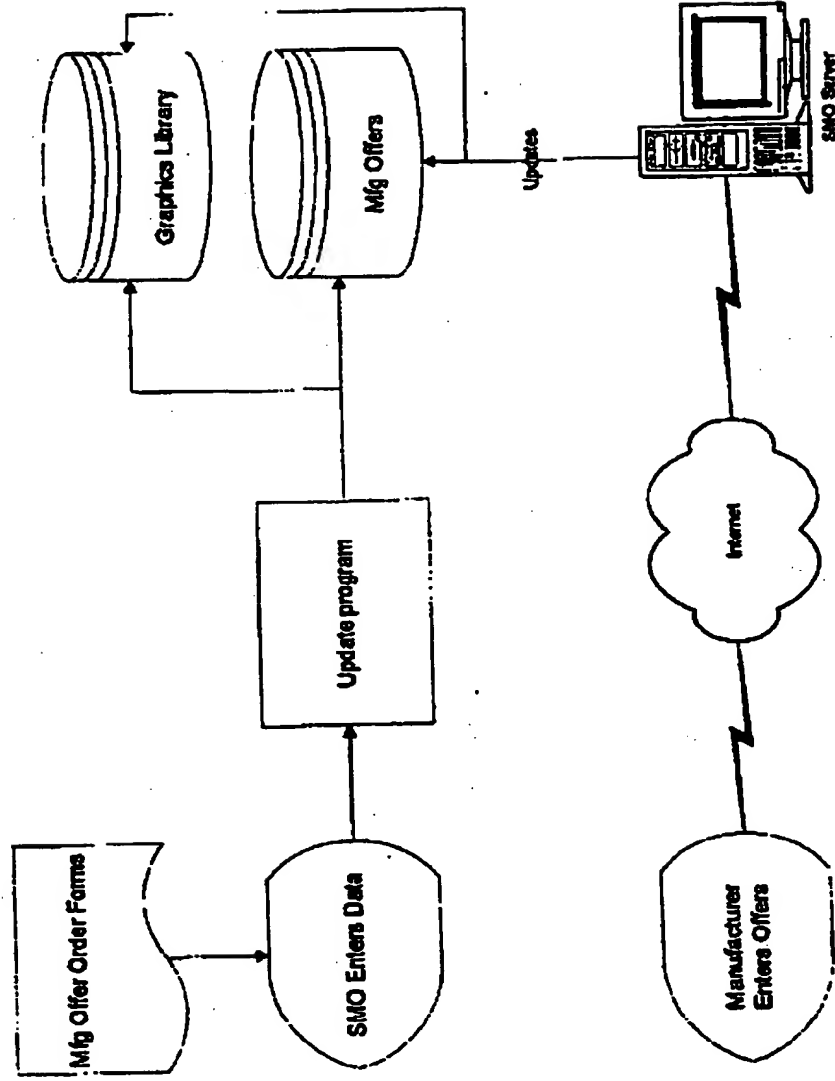 Mfg Offer Order Forms
SMO Enters Data
Update program
Graphics Library
Mfg Offers
Updates
Manufacturer
Enters Offers
Internet
SMO Server